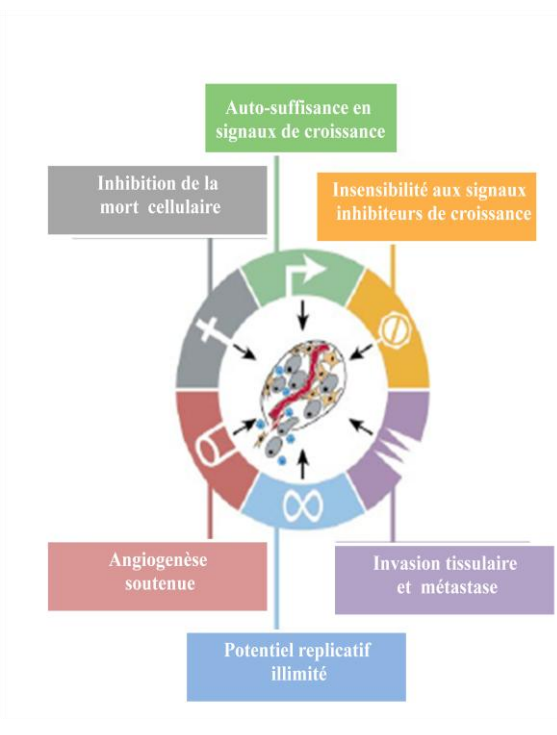 Auto-suffisance en
signaux de croissance
Inhibition de la
mort cellulaire
Insensibilité aux signaux
inhibiteurs de croissance
Angiogenèse
soutenue
Invasion tissulaire
et métastase
Potentiel replicatif
illimité